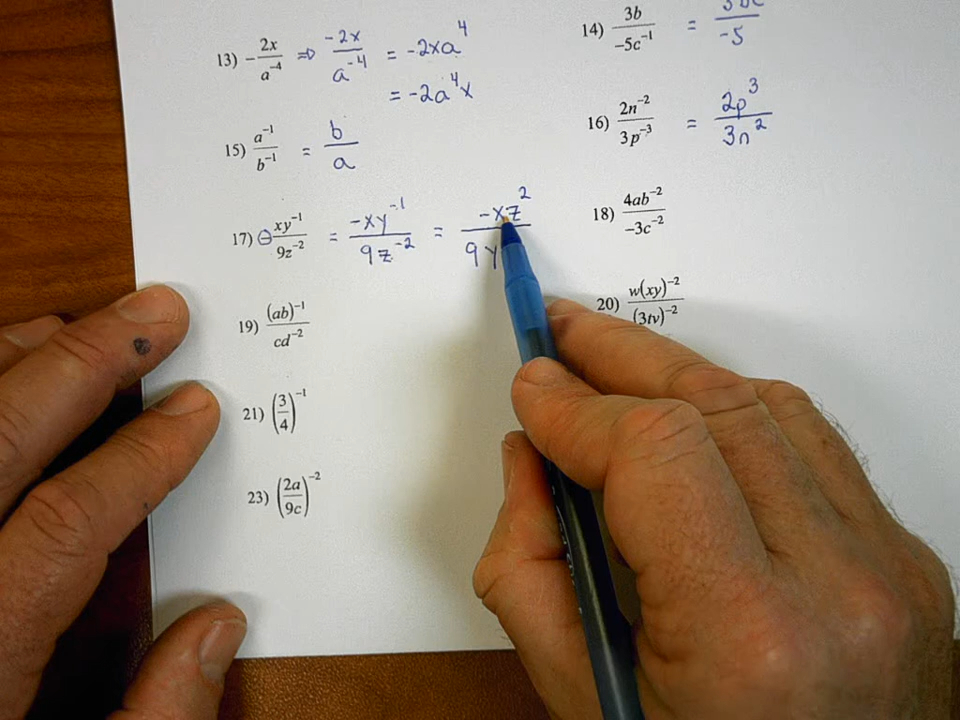 13) -2x/a^-4 ⇒ -2x/a^-4 = -2xa^4
= -2a^4x
14) 3b/-5c^-1 = 3bc/-5
15) a^-1/b^-1 = b/a
16) 2n^-2/3p^-3 = 2p^3/3n^2
17) -xy^-1/9z^-2 = -xy^-1/9z^-2 = -xz^2/9y
18) 4ab^-2/-3c^-2
19) (ab)^-1/cd^-2
20) w(xy)^-2/(3tv)^-2
21) (3/4)^-1
23) (2a/9c)^-2